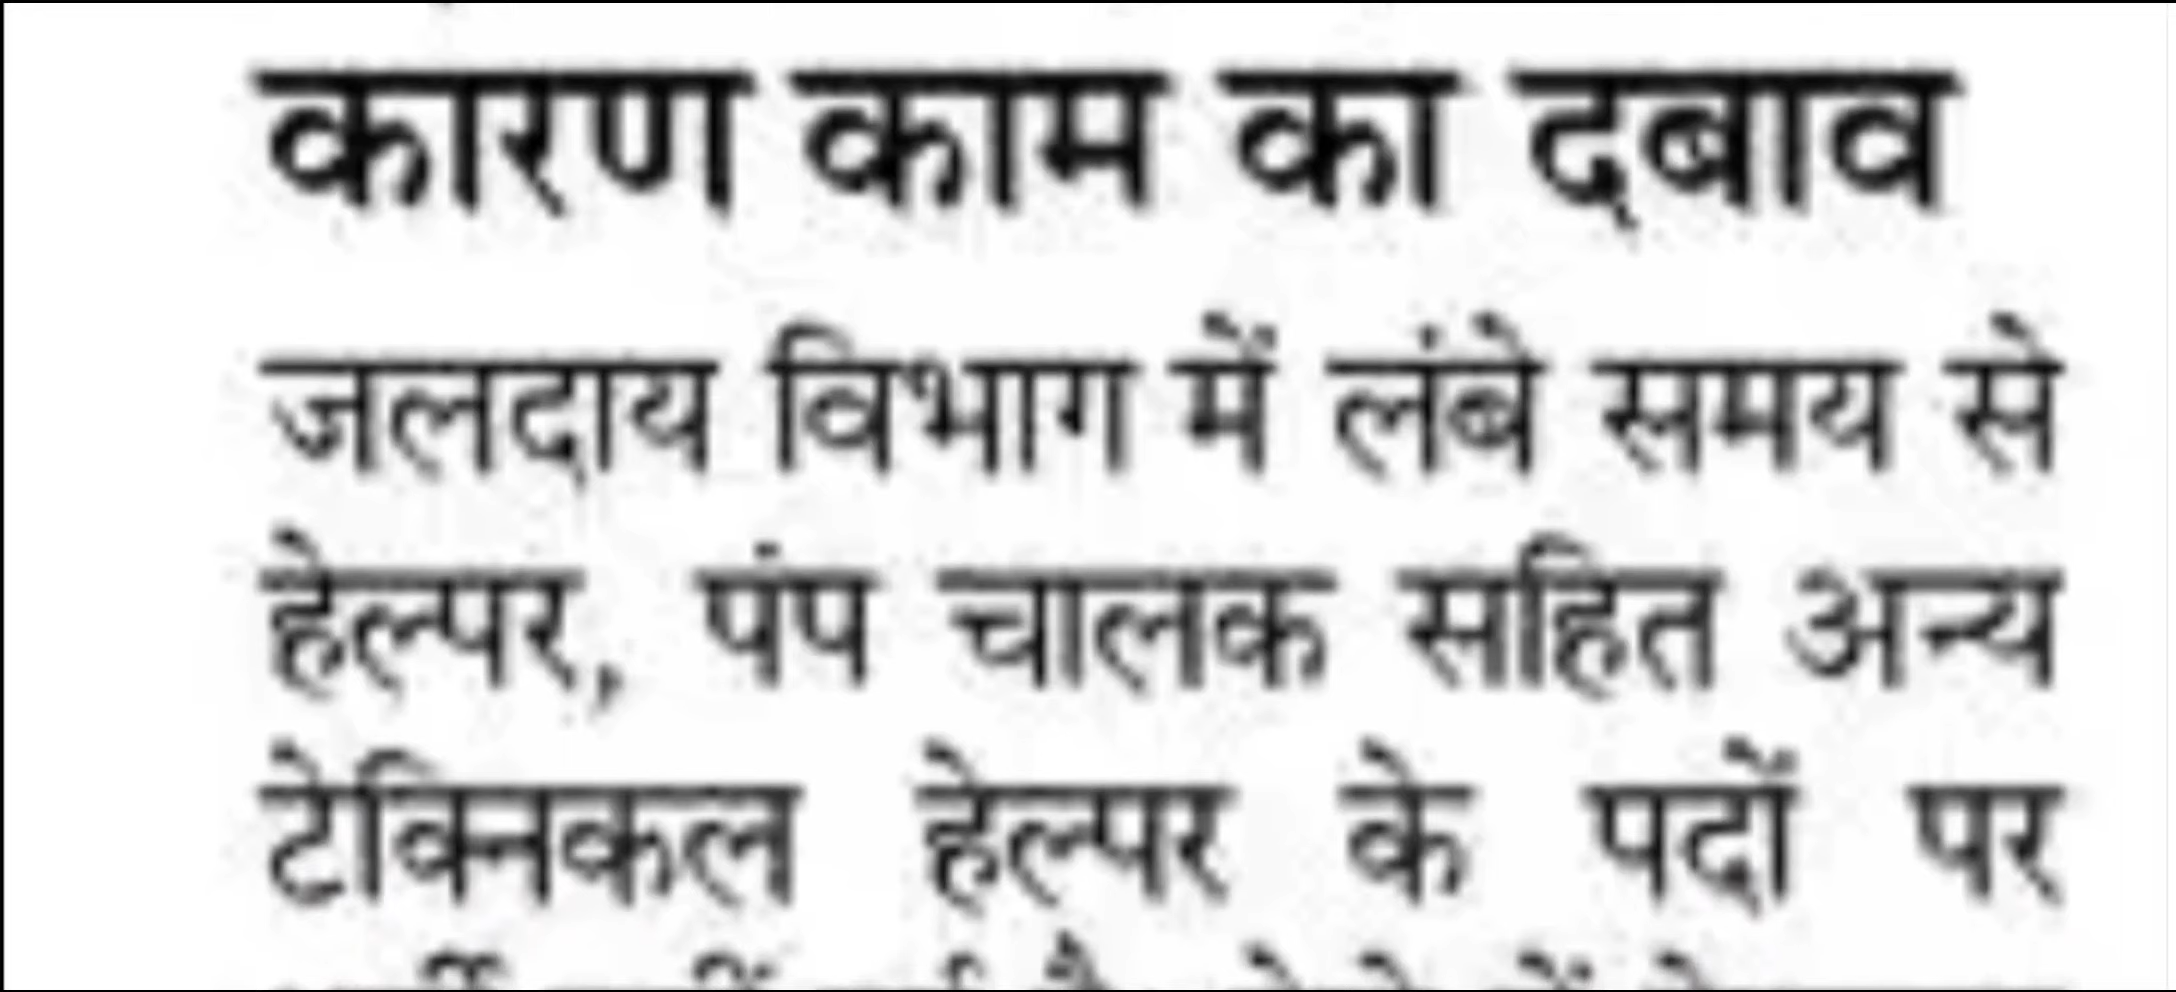 कारण काम का दबाव
जलदाय विभाग में लंबे समय से
हेल्पर, पंप चालक सहित अन्य
टेक्निकल हेल्पर के पदों पर